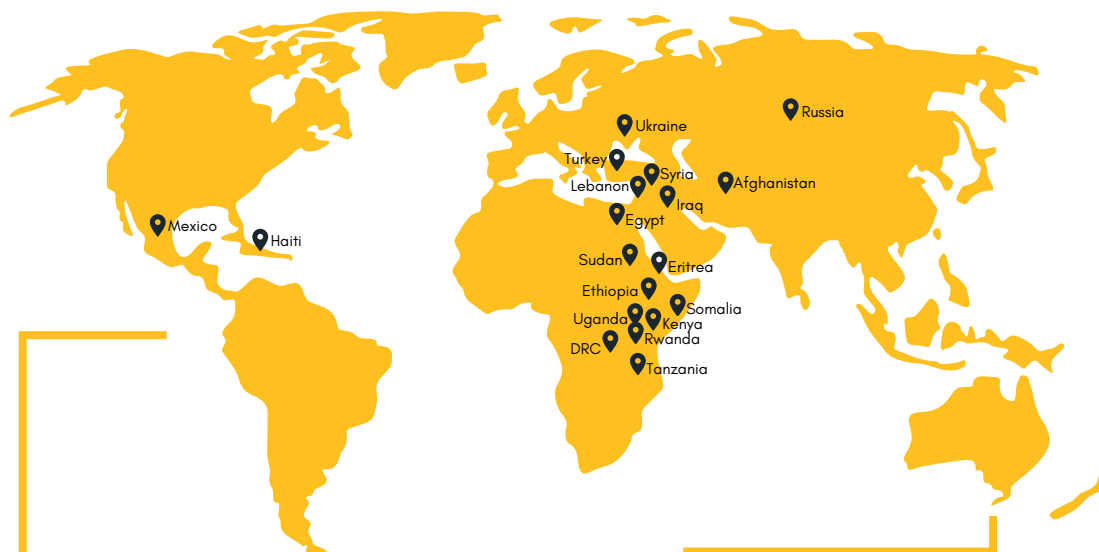 Russia
Ukraine
Turkey
Syria
Lebanon
Afghanistan
Iraq
Egypt
Mexico
Haiti
Sudan
Eritrea
Ethiopia
Somalia
Uganda
Kenya
Rwanda
DRC
Tanzania